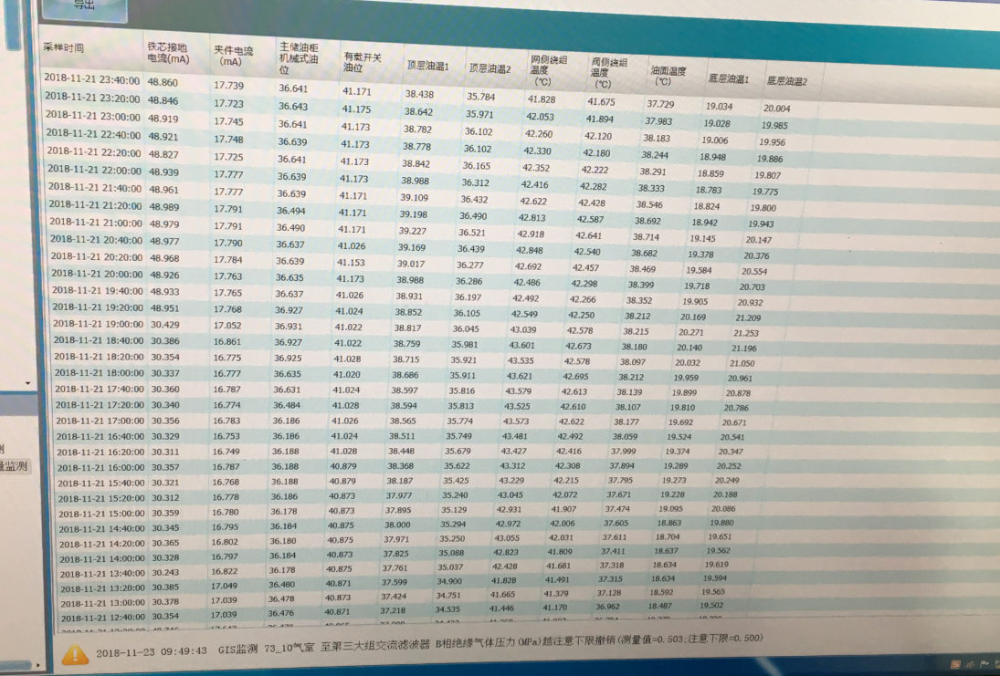 导出
采样时间 铁芯接地电流(mA) 夹件电流(mA) 主储油柜机械式油位 有载开关油位 顶层油温1 顶层油温2 网侧绕组温度(℃) 阀侧绕组温度(℃) 油面温度(℃) 底层油温1 底层油温2
2018-11-21 23:40:00 48.860 17.739 36.641 41.171 38.438 35.784 41.828 41.675 37.729 19.034 20.004
2018-11-21 23:20:00 48.846 17.723 36.643 41.175 38.642 35.971 42.053 41.894 37.983 19.028 19.985
2018-11-21 23:00:00 48.919 17.745 36.641 41.173 38.782 36.102 42.260 42.120 38.183 19.006 19.956
2018-11-21 22:40:00 48.921 17.748 36.639 41.173 38.778 36.102 42.330 42.180 38.244 18.948 19.886
2018-11-21 22:20:00 48.827 17.725 36.641 41.173 38.842 36.165 42.352 42.222 38.291 18.859 19.807
2018-11-21 22:00:00 48.939 17.777 36.639 41.173 38.988 36.312 42.416 42.282 38.333 18.783 19.775
2018-11-21 21:40:00 48.961 17.777 36.639 41.171 39.109 36.432 42.622 42.428 38.546 18.824 19.800
2018-11-21 21:20:00 48.989 17.791 36.494 41.171 39.198 36.490 42.813 42.587 38.692 18.942 19.943
2018-11-21 21:00:00 48.979 17.791 36.490 41.171 39.227 36.521 42.918 42.641 38.714 19.145 20.147
2018-11-21 20:40:00 48.977 17.790 36.637 41.026 39.169 36.439 42.848 42.540 38.682 19.378 20.376
2018-11-21 20:20:00 48.968 17.784 36.639 41.153 39.017 36.277 42.692 42.457 38.469 19.584 20.554
2018-11-21 20:00:00 48.926 17.763 36.635 41.173 38.988 36.286 42.486 42.298 38.399 19.718 20.703
2018-11-21 19:40:00 48.933 17.765 36.637 41.026 38.931 36.197 42.492 42.266 38.352 19.905 20.932
2018-11-21 19:20:00 48.951 17.768 36.927 41.024 38.852 36.105 42.549 42.250 38.212 20.169 21.209
2018-11-21 19:00:00 30.429 17.052 36.931 41.022 38.817 36.045 43.039 42.578 38.215 20.271 21.253
2018-11-21 18:40:00 30.386 16.861 36.927 41.022 38.759 35.981 43.601 42.673 38.180 20.140 21.196
2018-11-21 18:20:00 30.354 16.775 36.925 41.028 38.715 35.921 43.535 42.578 38.097 20.032 21.050
2018-11-21 18:00:00 30.337 16.777 36.635 41.020 38.686 35.911 43.621 42.695 38.212 19.959 20.961
2018-11-21 17:40:00 30.360 16.787 36.631 41.024 38.597 35.816 43.579 42.613 38.139 19.899 20.878
2018-11-21 17:20:00 30.340 16.774 36.484 41.028 38.594 35.813 43.525 42.610 38.107 19.810 20.786
2018-11-21 17:00:00 30.356 16.783 36.186 41.026 38.565 35.774 43.573 42.622 38.177 19.692 20.671
2018-11-21 16:40:00 30.329 16.753 36.186 41.024 38.511 35.749 43.481 42.492 38.059 19.524 20.541
2018-11-21 16:20:00 30.311 16.749 36.188 41.028 38.448 35.679 43.427 42.416 37.999 19.374 20.347
2018-11-21 16:00:00 30.357 16.787 36.188 40.879 38.368 35.622 43.312 42.308 37.894 19.289 20.252
2018-11-21 15:40:00 30.321 16.768 36.188 40.879 38.187 35.425 43.229 42.215 37.795 19.273 20.249
2018-11-21 15:20:00 30.312 16.778 36.186 40.873 37.977 35.240 43.045 42.072 37.671 19.228 20.188
2018-11-21 15:00:00 30.359 16.780 36.178 40.873 37.895 35.129 42.931 41.907 37.474 19.095 20.086
2018-11-21 14:40:00 30.345 16.795 36.184 40.875 38.000 35.294 42.972 42.006 37.605 18.863 19.880
2018-11-21 14:20:00 30.365 16.802 36.180 40.875 37.971 35.250 43.055 42.031 37.611 18.704 19.651
2018-11-21 14:00:00 30.328 16.797 36.184 40.873 37.825 35.088 42.823 41.809 37.411 18.637 19.562
2018-11-21 13:40:00 30.243 16.822 36.178 40.875 37.761 35.037 42.428 41.681 37.318 18.634 19.619
2018-11-21 13:20:00 30.385 17.049 36.480 40.871 37.599 34.900 41.828 41.491 37.315 18.634 19.594
2018-11-21 13:00:00 30.378 17.039 36.478 40.873 37.424 34.751 41.665 41.379 37.128 18.592 19.565
2018-11-21 12:40:00 30.354 17.039 36.476 40.871 37.218 34.535 41.446 41.170 36.962 18.487 19.502
量监测
2018-11-23 09:49:43 GIS监测 73_10气室 至第三大组交流滤波器 B相绝缘气体压力(MPa)越注意下限撤销(测量值=0.503;注意下限=0.500)